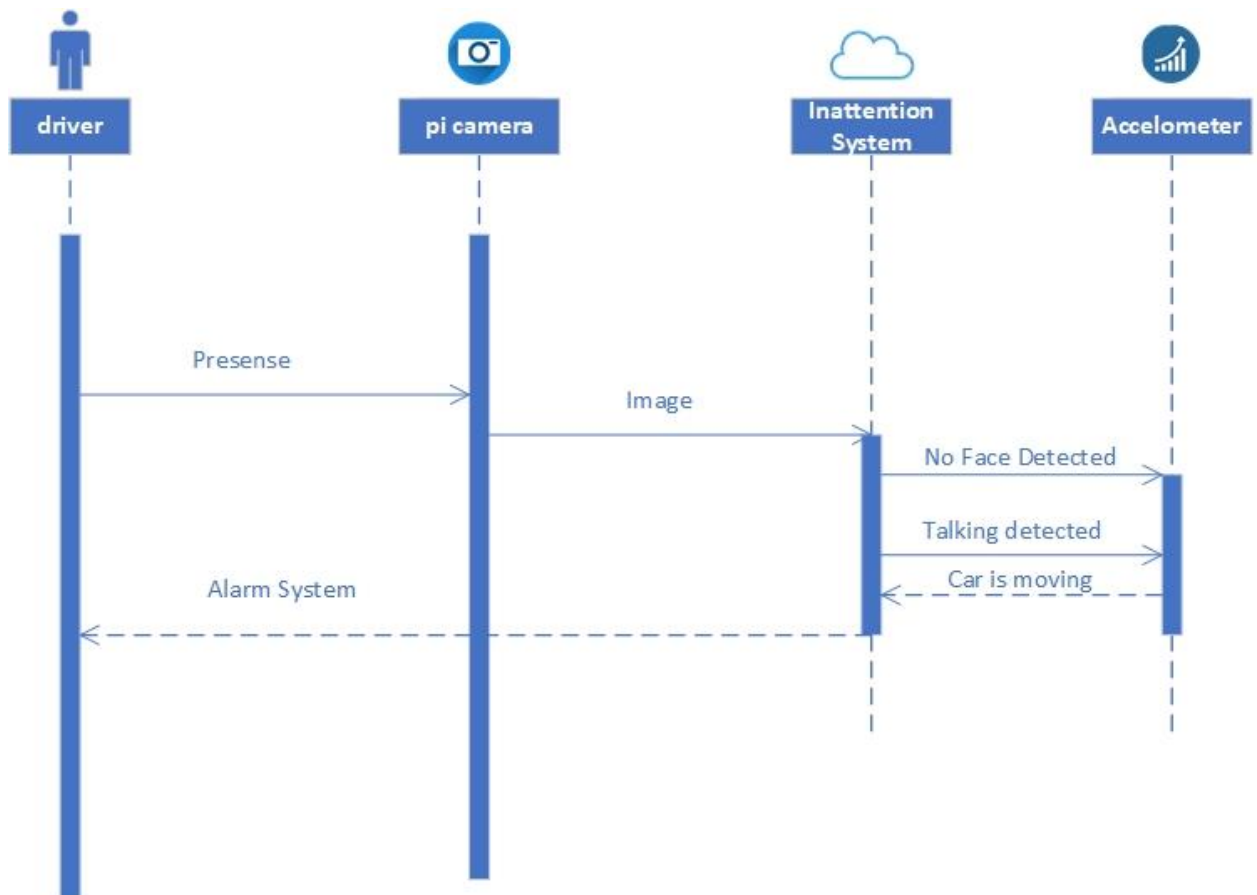 driver
pi camera
Inattention
System
Accelometer
Presense
Image
No Face Detected
Talking detected
Car is moving
Alarm System